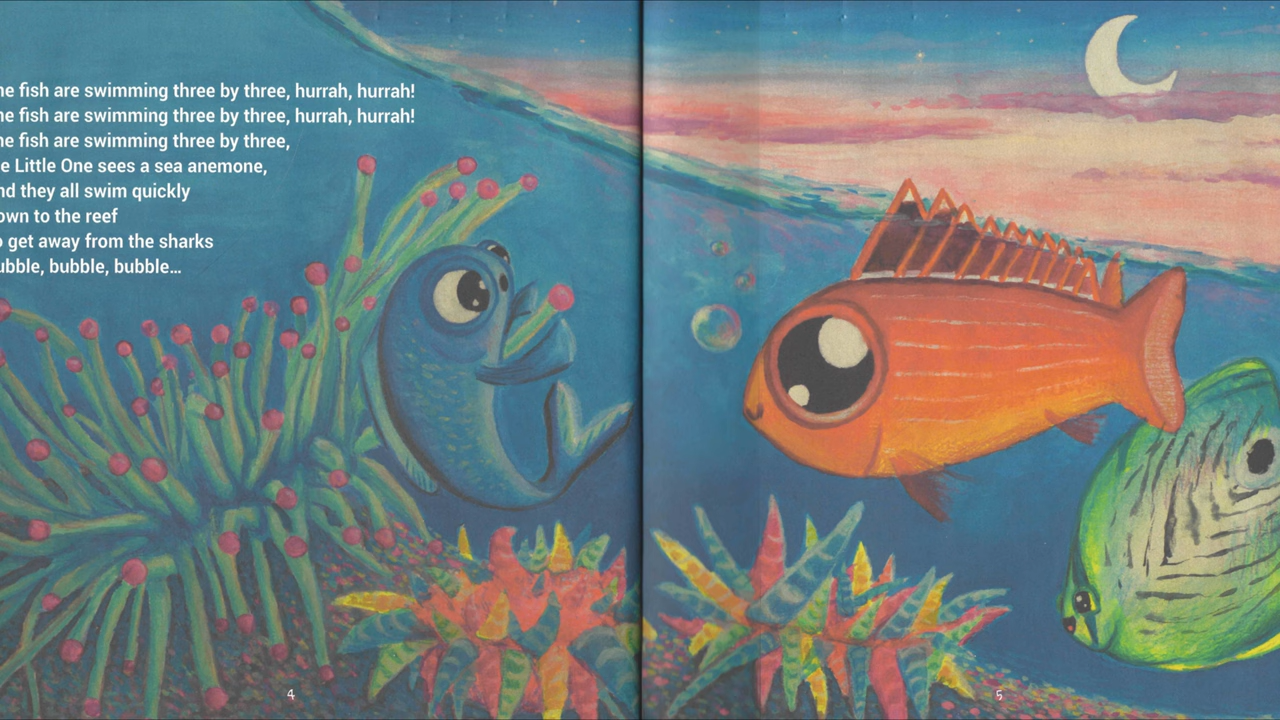 he fish are swimming three by three, hurrah, hurrah!
he fish are swimming three by three, hurrah, hurrah!
he fish are swimming three by three,
e Little One sees a sea anemone,
nd they all swim quickly
own to the reef
o get away from the sharks
ubble, bubble, bubble...
4
5